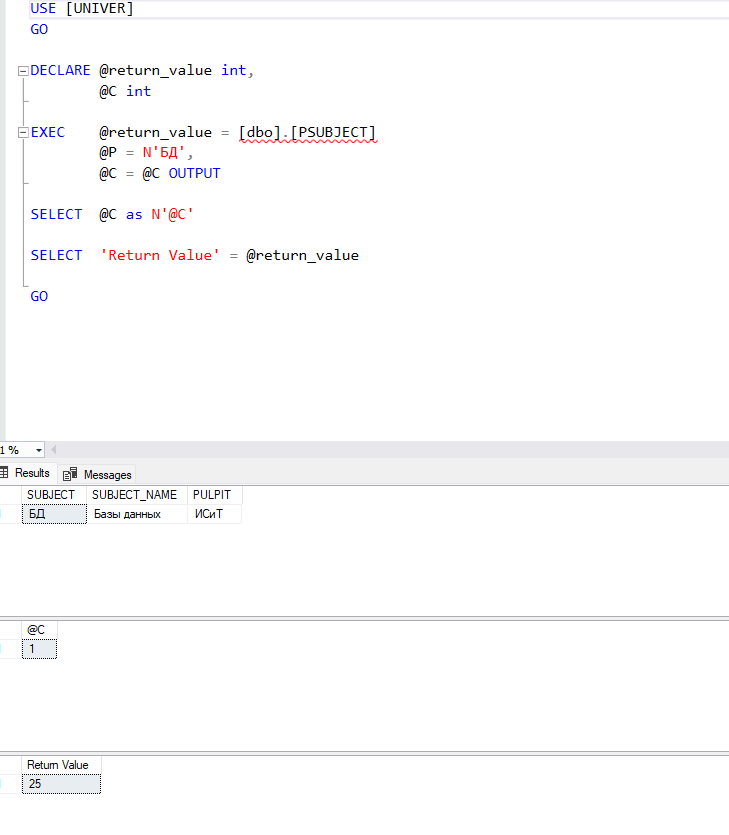 USE [UNIVER]
GO
DECLARE @return_value int,
@C int
EXEC @return_value = [dbo].[PSUBJECT]
@P = N'БД',
@C = @C OUTPUT
SELECT @C as N'@C'
SELECT 'Return Value' = @return_value
GO
1 %
Results Messages
SUBJECT SUBJECT_NAME PULPIT
БД Базы данных ИСиТ
@C
1
Return Value
25